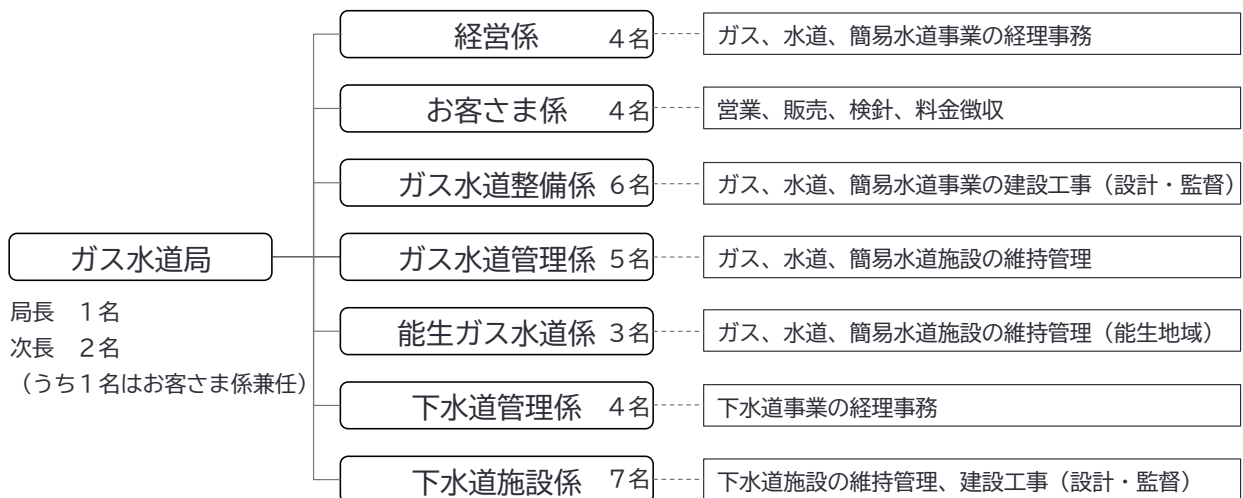 経営係 4名 ガス、水道、簡易水道事業の経理事務
お客さま係 4名 営業、販売、検針、料金徴収
ガス水道整備係 6名 ガス、水道、簡易水道事業の建設工事（設計・監督）
ガス水道局
ガス水道管理係 5名 ガス、水道、簡易水道施設の維持管理
局長　1名
次長　2名
（うち1名はお客さま係兼任）
能生ガス水道係 3名 ガス、水道、簡易水道施設の維持管理（能生地域）
下水道管理係 4名 下水道事業の経理事務
下水道施設係 7名 下水道施設の維持管理、建設工事（設計・監督）